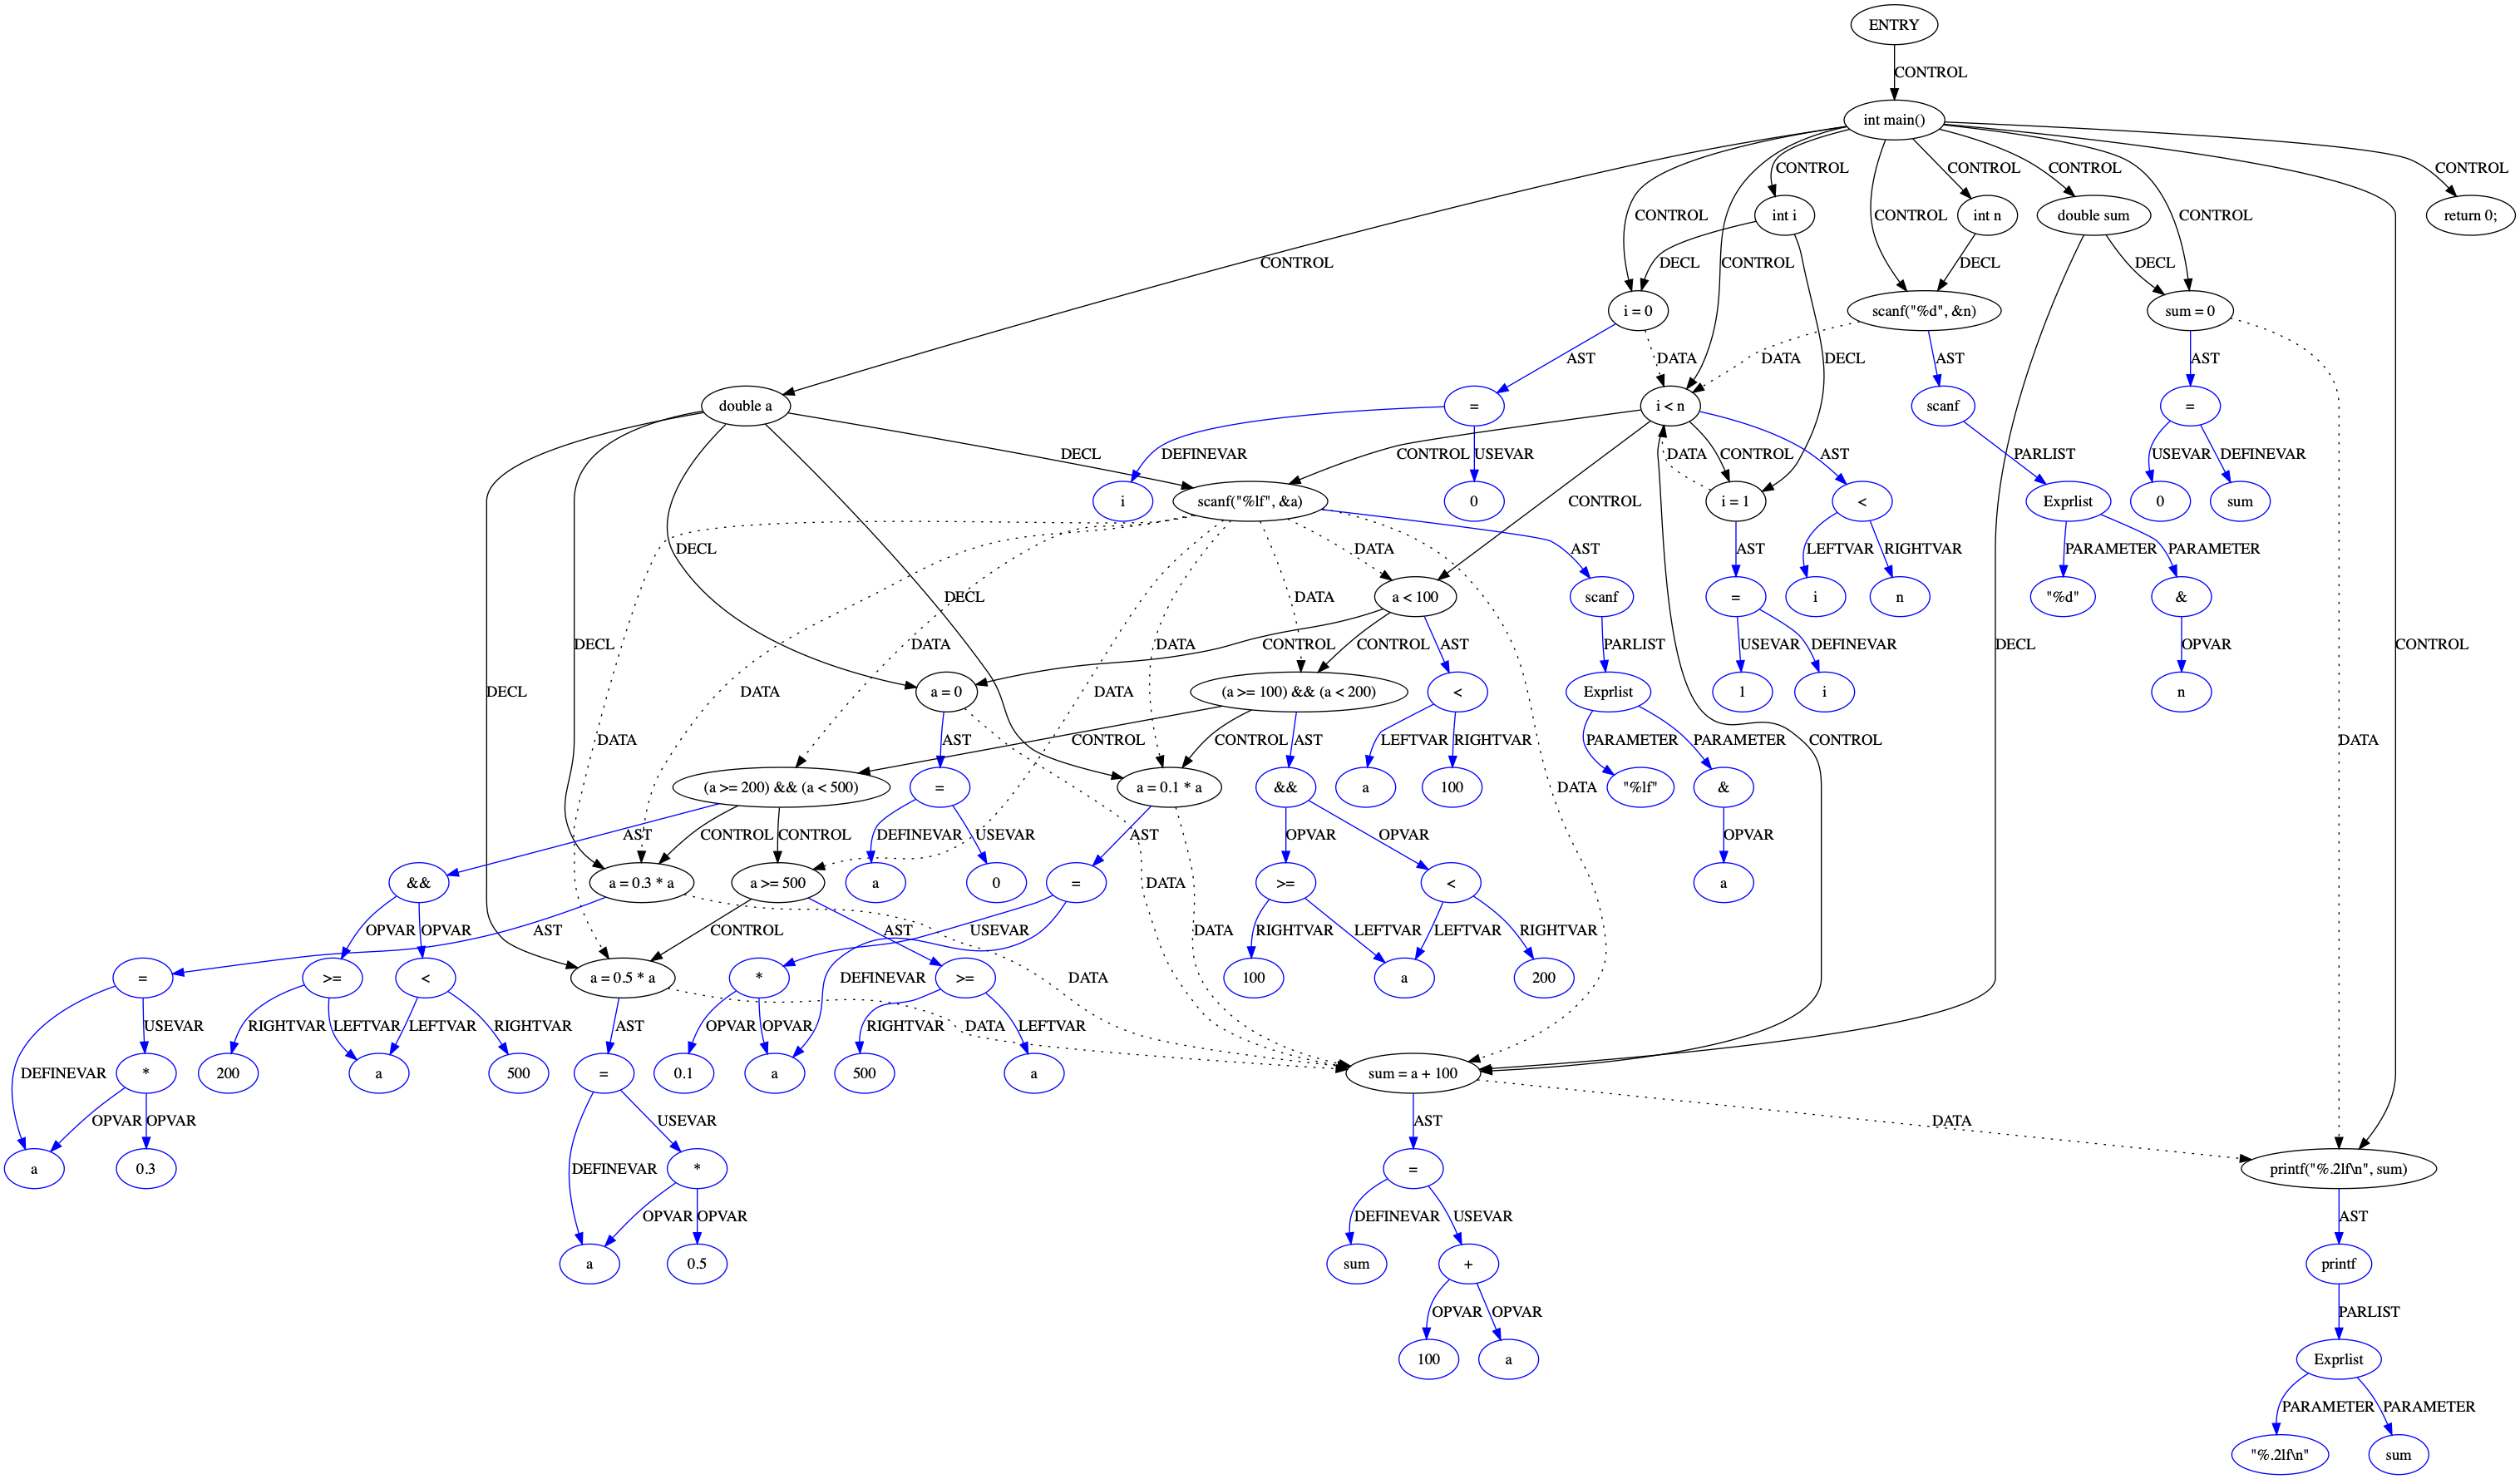 ENTRY
CONTROL
int main()
CONTROL CONTROL CONTROL CONTROL
int i int n double sum return 0;
CONTROL CONTROL CONTROL CONTROL CONTROL
DECL DECL DECL
i = 0 scanf("%d", &n) sum = 0
AST DATA DATA DECL AST AST
double a = i < n scanf =
DECL DEFINEVAR USEVAR CONTROL DATA CONTROL AST PARLIST USEVAR DEFINEVAR
i scanf("%lf", &a) 0 i = 1 < Exprlist 0 sum
CONTROL
DECL DATA DATA AST AST LEFTVAR RIGHTVAR PARAMETER PARAMETER
DECL
a < 100 scanf = i n "%d" &
DECL DATA DATA CONTROL CONTROL AST PARLIST USEVAR DEFINEVAR DECL CONTROL OPVAR
DECL DATA DATA a = 0 (a >= 100) && (a < 200) < Exprlist 1 i n
DATA AST CONTROL CONTROL AST LEFTVAR RIGHTVAR PARAMETER PARAMETER CONTROL DATA
(a >= 200) && (a < 500) = a = 0.1 * a && a 100 "%lf" &
DATA
AST CONTROL CONTROL DEFINEVAR USEVAR AST OPVAR OPVAR OPVAR
&& a = 0.3 * a a >= 500 a 0 = >= < a
DATA
OPVAR OPVAR AST CONTROL AST USEVAR DATA RIGHTVAR LEFTVAR LEFTVAR RIGHTVAR
= >= < a = 0.5 * a * >= 100 a 200
DEFINEVAR DATA
USEVAR RIGHTVAR LEFTVAR LEFTVAR RIGHTVAR AST OPVAR OPVAR RIGHTVAR DATA LEFTVAR
DEFINEVAR * 200 a 500 = 0.1 a 500 a sum = a + 100
OPVAR OPVAR USEVAR AST DATA
a 0.3 DEFINEVAR * = printf("%.2lf\n", sum)
OPVAR OPVAR DEFINEVAR USEVAR AST
a 0.5 sum + printf
OPVAR OPVAR PARLIST
100 a Exprlist
PARAMETER PARAMETER
"%.2lf\n" sum